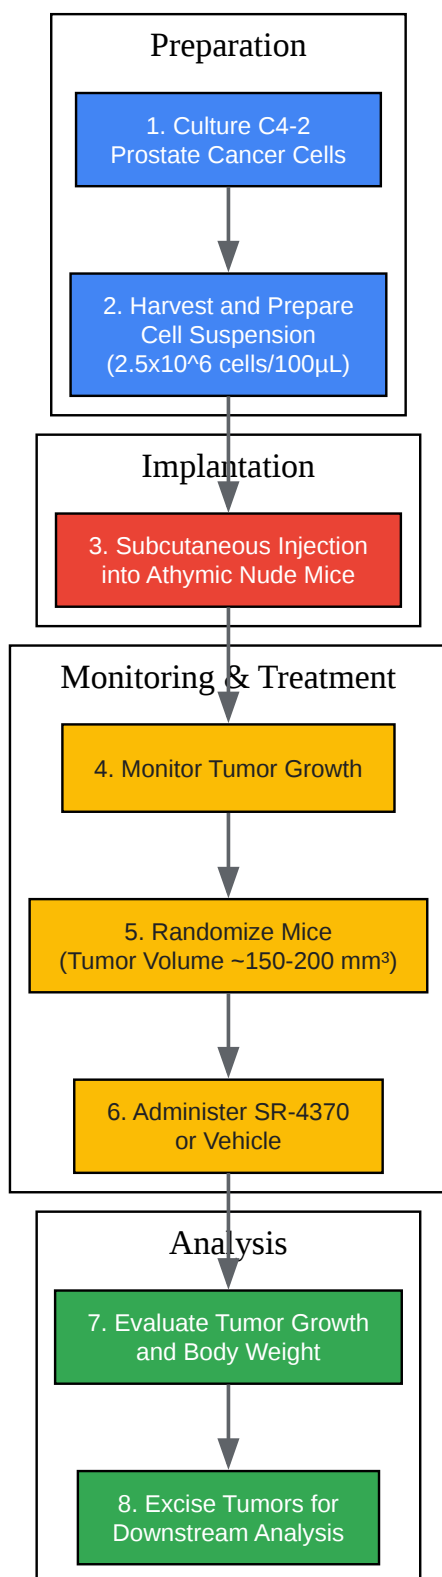 Preparation
1. Culture C4-2
Prostate Cancer Cells
2. Harvest and Prepare
Cell Suspension
(2.5x10^6 cells/100µL)
Implantation
3. Subcutaneous Injection
into Athymic Nude Mice
Monitoring & Treatment
4. Monitor Tumor Growth
5. Randomize Mice
(Tumor Volume ~150-200 mm³)
6. Administer SR-4370
or Vehicle
Analysis
7. Evaluate Tumor Growth
and Body Weight
8. Excise Tumors for
Downstream Analysis